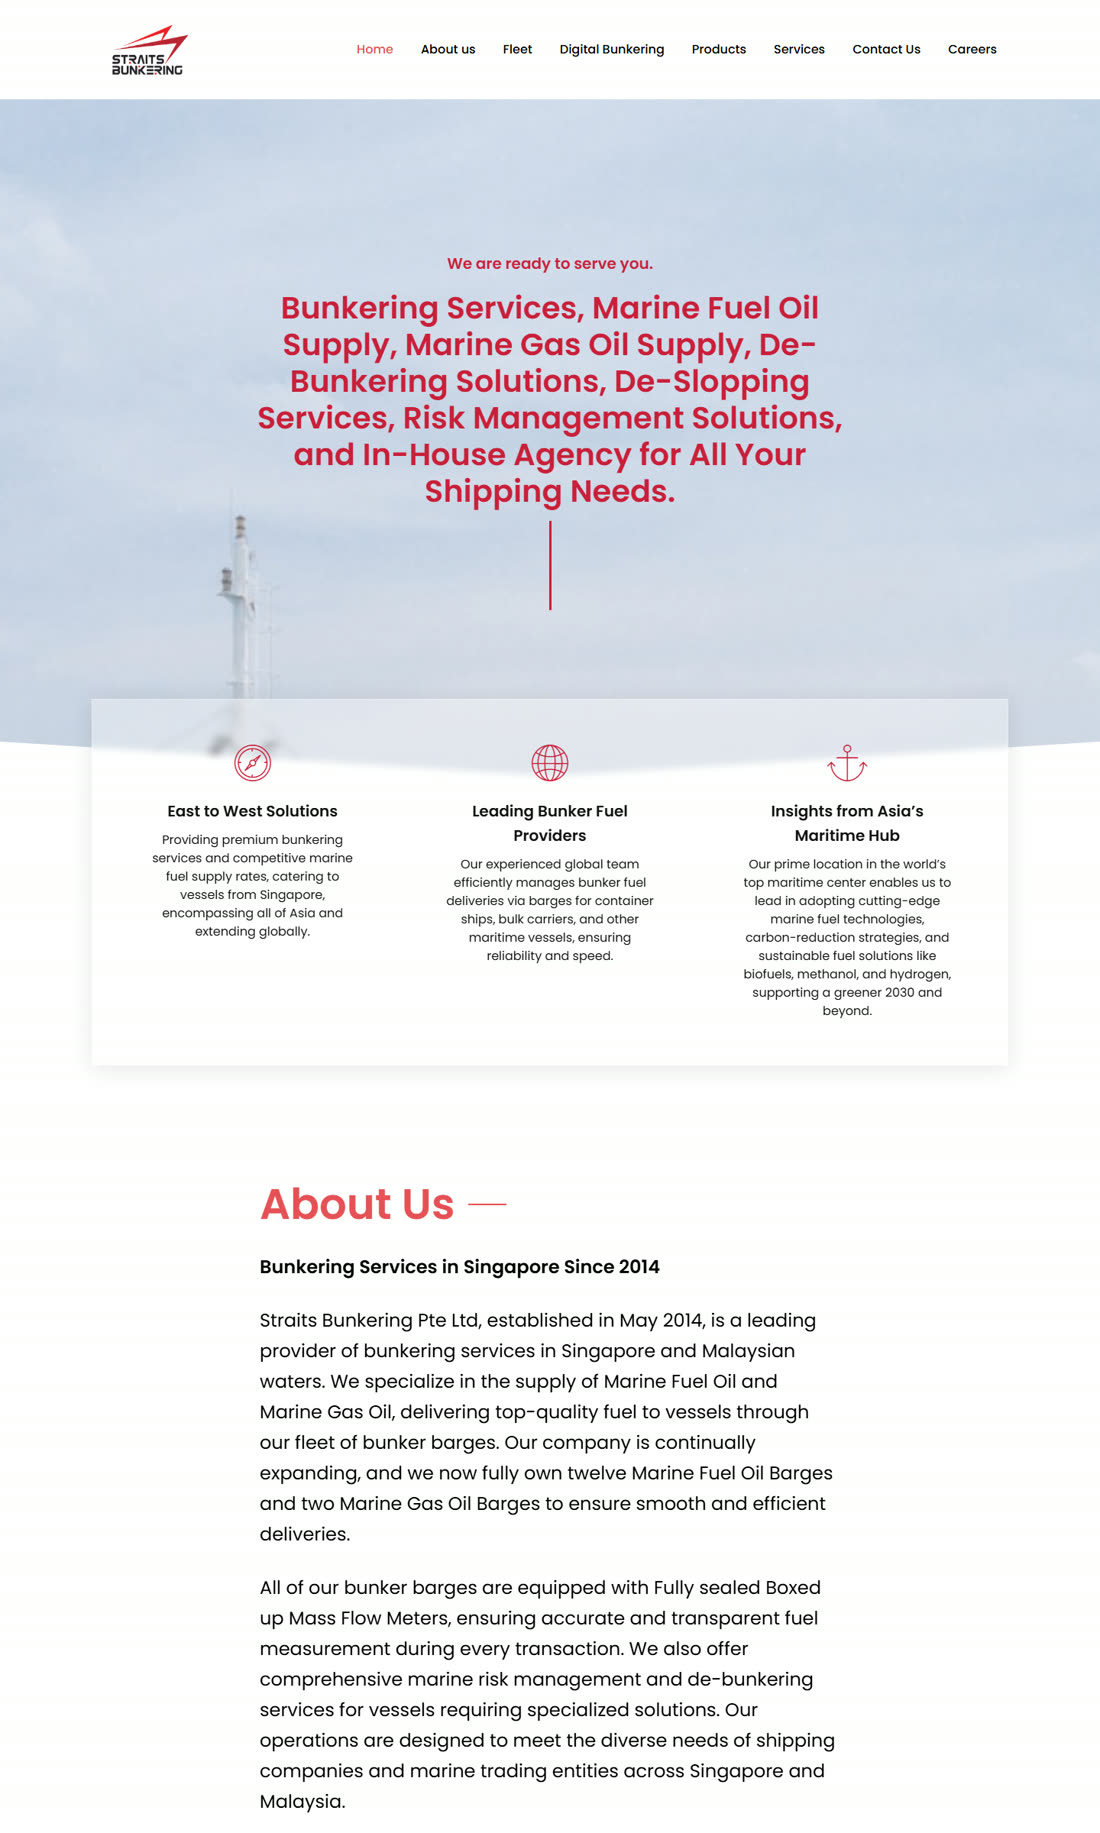 STRAITS
BUNKERING
Home About us Fleet Digital Bunkering Products Services Contact Us Careers
We are ready to serve you.
Bunkering Services, Marine Fuel Oil
Supply, Marine Gas Oil Supply, De-
Bunkering Solutions, De-Slopping
Services, Risk Management Solutions,
and In-House Agency for All Your
Shipping Needs.
East to West Solutions
Providing premium bunkering
services and competitive marine
fuel supply rates, catering to
vessels from Singapore,
encompassing all of Asia and
extending globally.
Leading Bunker Fuel
Providers
Our experienced global team
efficiently manages bunker fuel
deliveries via barges for container
ships, bulk carriers, and other
maritime vessels, ensuring
reliability and speed.
Insights from Asia’s
Maritime Hub
Our prime location in the world’s
top maritime center enables us to
lead in adopting cutting-edge
marine fuel technologies,
carbon-reduction strategies, and
sustainable fuel solutions like
biofuels, methanol, and hydrogen,
supporting a greener 2030 and
beyond.
About Us
Bunkering Services in Singapore Since 2014
Straits Bunkering Pte Ltd, established in May 2014, is a leading
provider of bunkering services in Singapore and Malaysian
waters. We specialize in the supply of Marine Fuel Oil and
Marine Gas Oil, delivering top-quality fuel to vessels through
our fleet of bunker barges. Our company is continually
expanding, and we now fully own twelve Marine Fuel Oil Barges
and two Marine Gas Oil Barges to ensure smooth and efficient
deliveries.
All of our bunker barges are equipped with Fully sealed Boxed
up Mass Flow Meters, ensuring accurate and transparent fuel
measurement during every transaction. We also offer
comprehensive marine risk management and de-bunkering
services for vessels requiring specialized solutions. Our
operations are designed to meet the diverse needs of shipping
companies and marine trading entities across Singapore and
Malaysia.